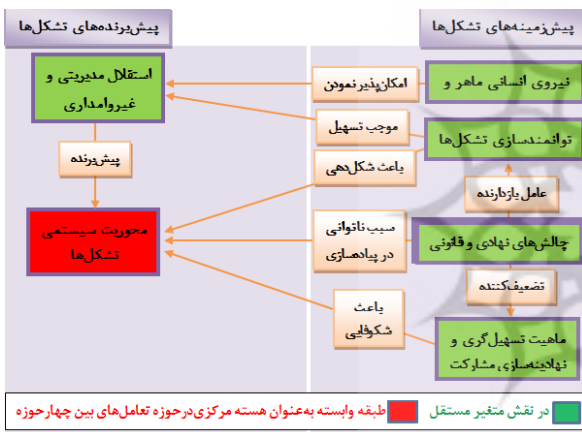 پیش‌زمینه‌های تشکل‌ها
پیش‌برنده‌های تشکل‌ها
نیروی انسانی ماهر و
امکان‌پذیر نمودن
استقلال مدیریتی و
غیروامداری
توانمندسازی تشکل‌ها
موجب تسهیل
باعث شکل‌دهی
پیش‌برنده
عامل بازدارنده
چالش‌های نهادی و قانونی
سبب ناتوانی
در پیاده‌سازی
محوریت سیستمی
تشکل‌ها
تضعیف‌کننده
ماهیت تسهیل‌گری و
نهادینه‌سازی مشارکت
باعث
شکوفایی
در نقش متغیر مستقل
طبقه وابسته به‌عنوان هسته مرکزی درحوزه تعامل‌های بین چهارحوزه